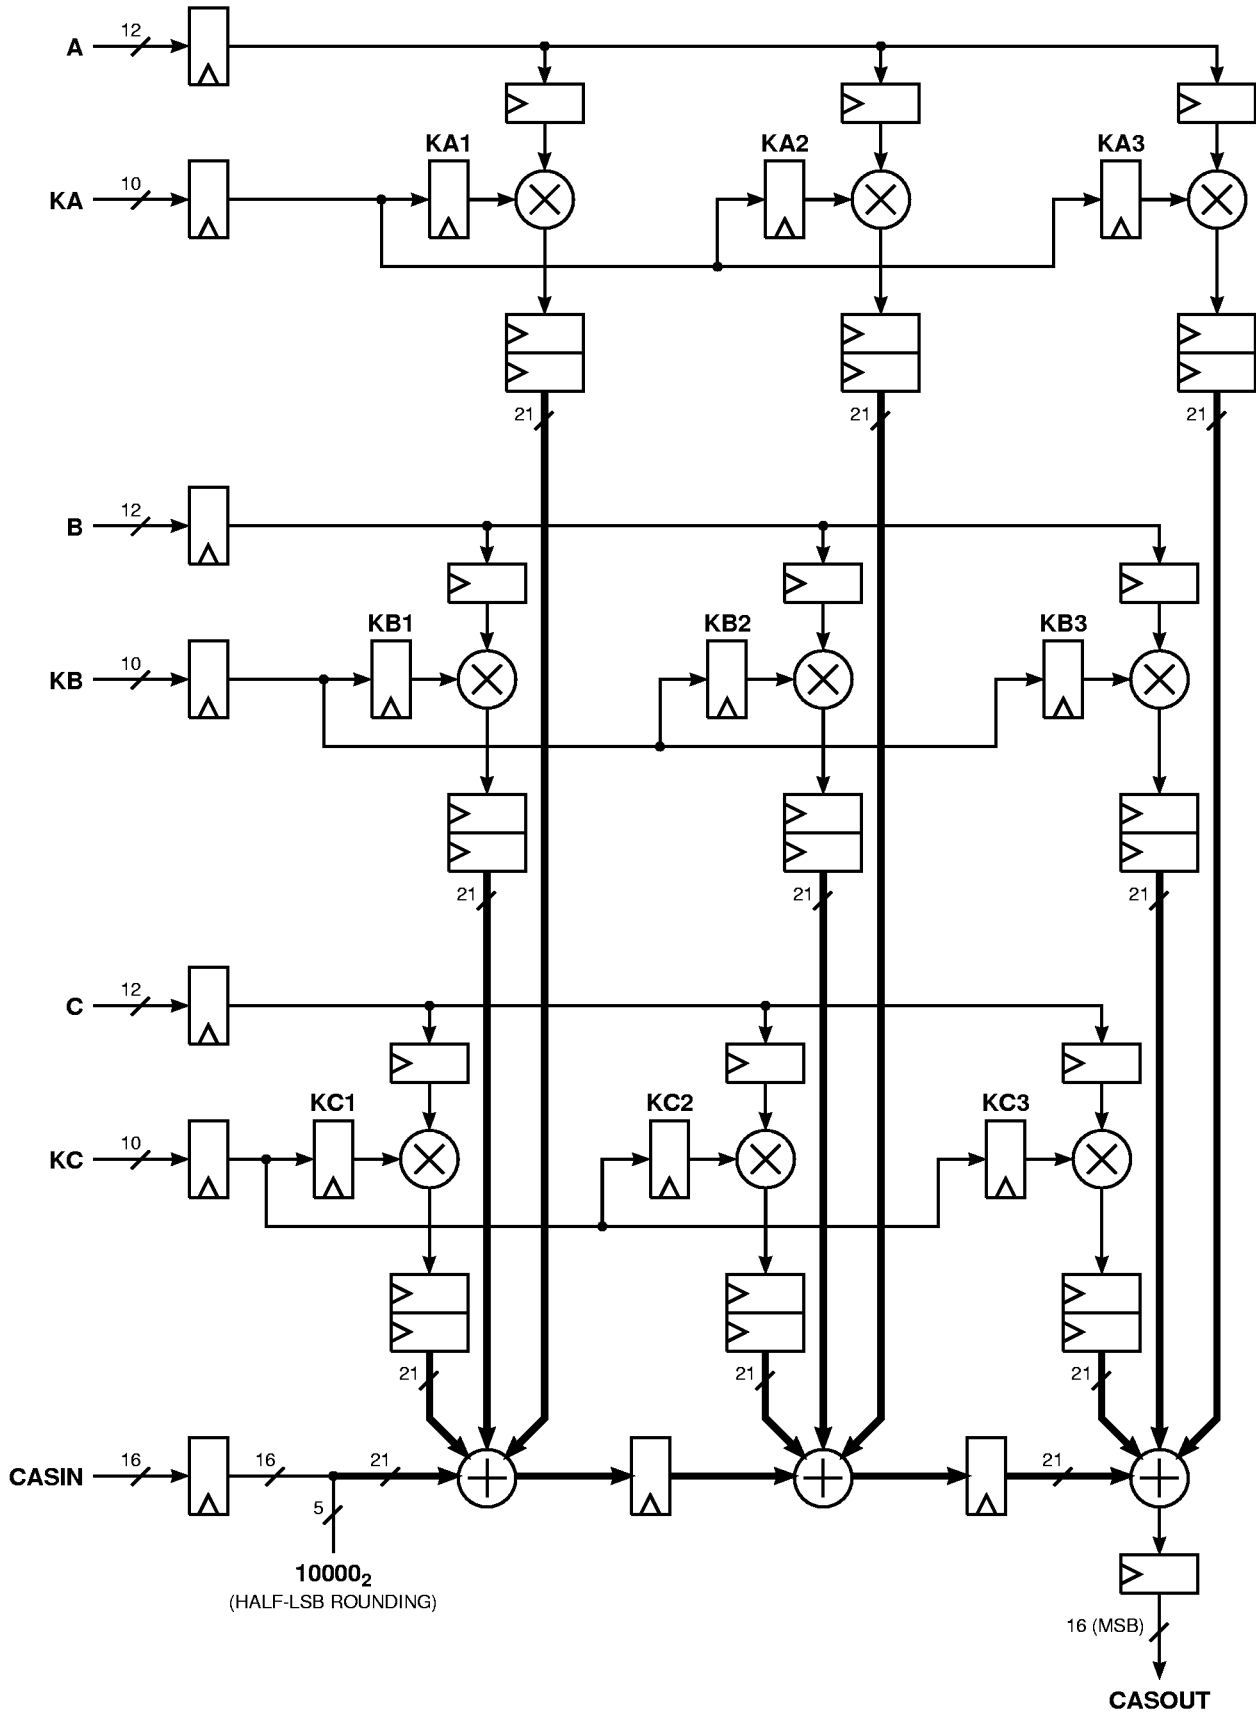 12
A
KA1
KA2
KA3
10
KA
21
21
21
12
B
KB1
KB2
KB3
10
KB
21
21
21
12
C
KC1
KC2
KC3
10
KC
21
21
21
CASIN
16
16
21
21
5
10000₂
(HALF-LSB ROUNDING)
16 (MSB)
CASOUT